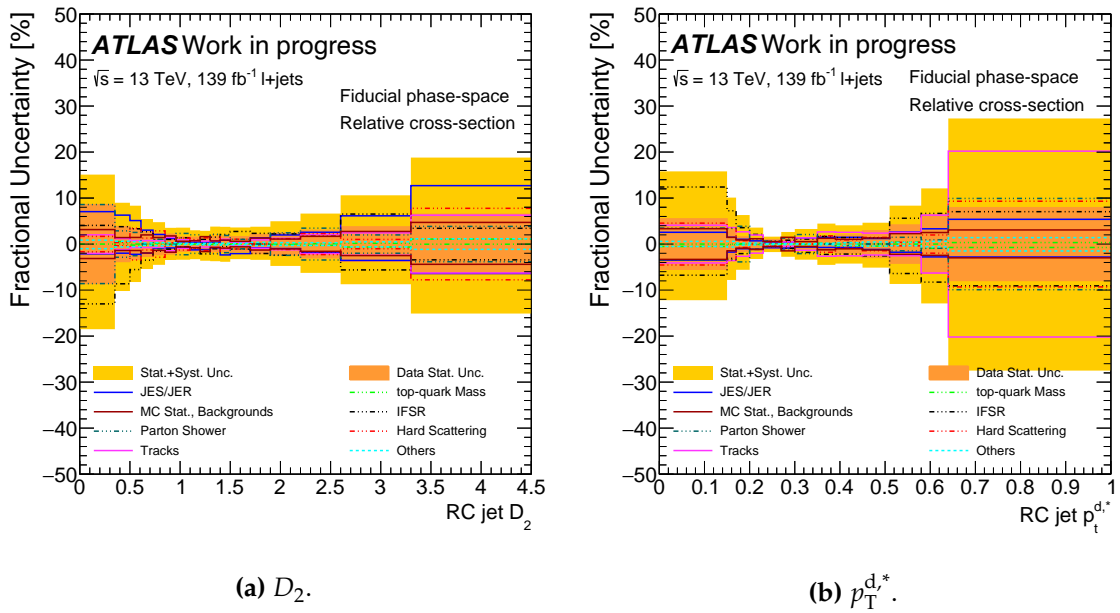 Fractional Uncertainty [%]
50
40
30
20
10
0
−10
−20
−30
−40
−50
ATLAS Work in progress
√s = 13 TeV, 139 fb⁻¹ l+jets
Fiducial phase-space
Relative cross-section
Stat.+Syst. Unc.
Data Stat. Unc.
JES/JER
top-quark Mass
MC Stat., Backgrounds
IFSR
Parton Shower
Hard Scattering
Tracks
Others
0 0.5 1 1.5 2 2.5 3 3.5 4 4.5
RC jet D₂
(a) D₂.
Fractional Uncertainty [%]
50
40
30
20
10
0
−10
−20
−30
−40
−50
ATLAS Work in progress
√s = 13 TeV, 139 fb⁻¹ l+jets
Fiducial phase-space
Relative cross-section
Stat.+Syst. Unc.
Data Stat. Unc.
JES/JER
top-quark Mass
MC Stat., Backgrounds
IFSR
Parton Shower
Hard Scattering
Tracks
Others
0 0.1 0.2 0.3 0.4 0.5 0.6 0.7 0.8 0.9 1
RC jet p_t^{d,*}
(b) p_T^{d,*}.